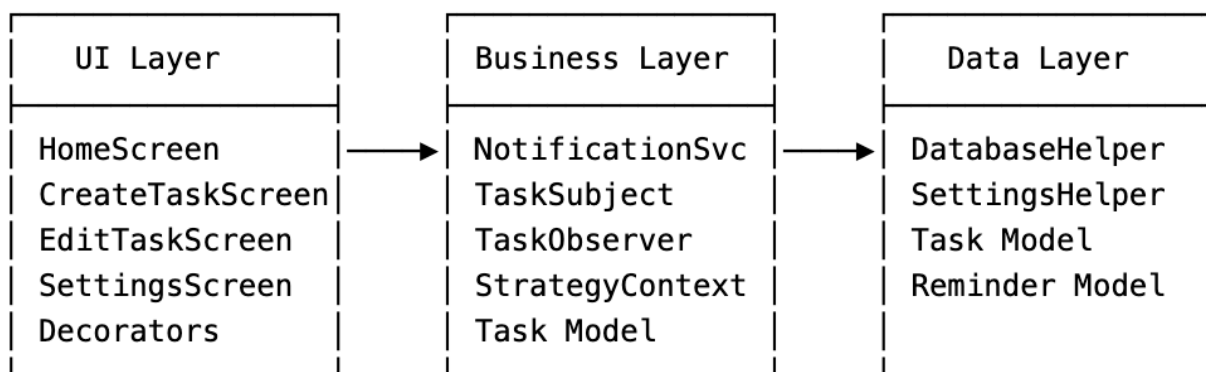 UI Layer
HomeScreen
CreateTaskScreen
EditTaskScreen
SettingsScreen
Decorators
Business Layer
NotificationSvc
TaskSubject
TaskObserver
StrategyContext
Task Model
Data Layer
DatabaseHelper
SettingsHelper
Task Model
Reminder Model